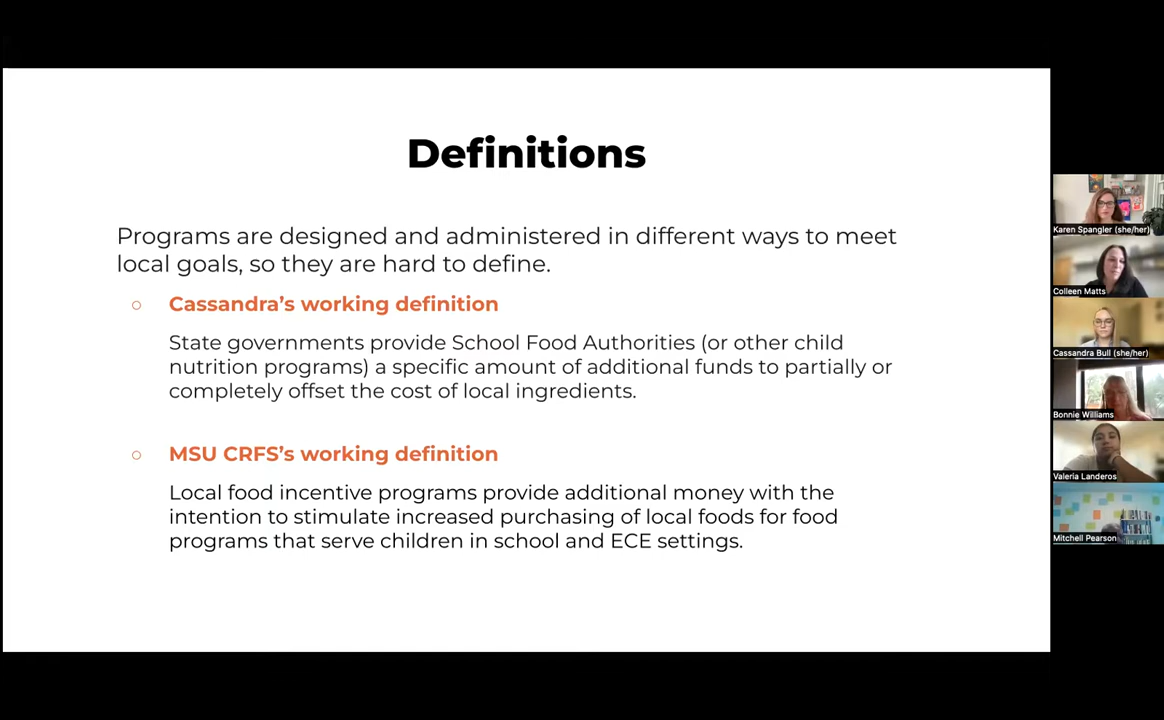 Definitions
Programs are designed and administered in different ways to meet
local goals, so they are hard to define.
○ Cassandra’s working definition
State governments provide School Food Authorities (or other child
nutrition programs) a specific amount of additional funds to partially or
completely offset the cost of local ingredients.
○ MSU CRFS’s working definition
Local food incentive programs provide additional money with the
intention to stimulate increased purchasing of local foods for food
programs that serve children in school and ECE settings.
Karen Spangler (she/her)
Colleen Matts
Cassandra Bull (she/her)
Bonnie Williams
Valeria Landeros
Mitchell Pearson